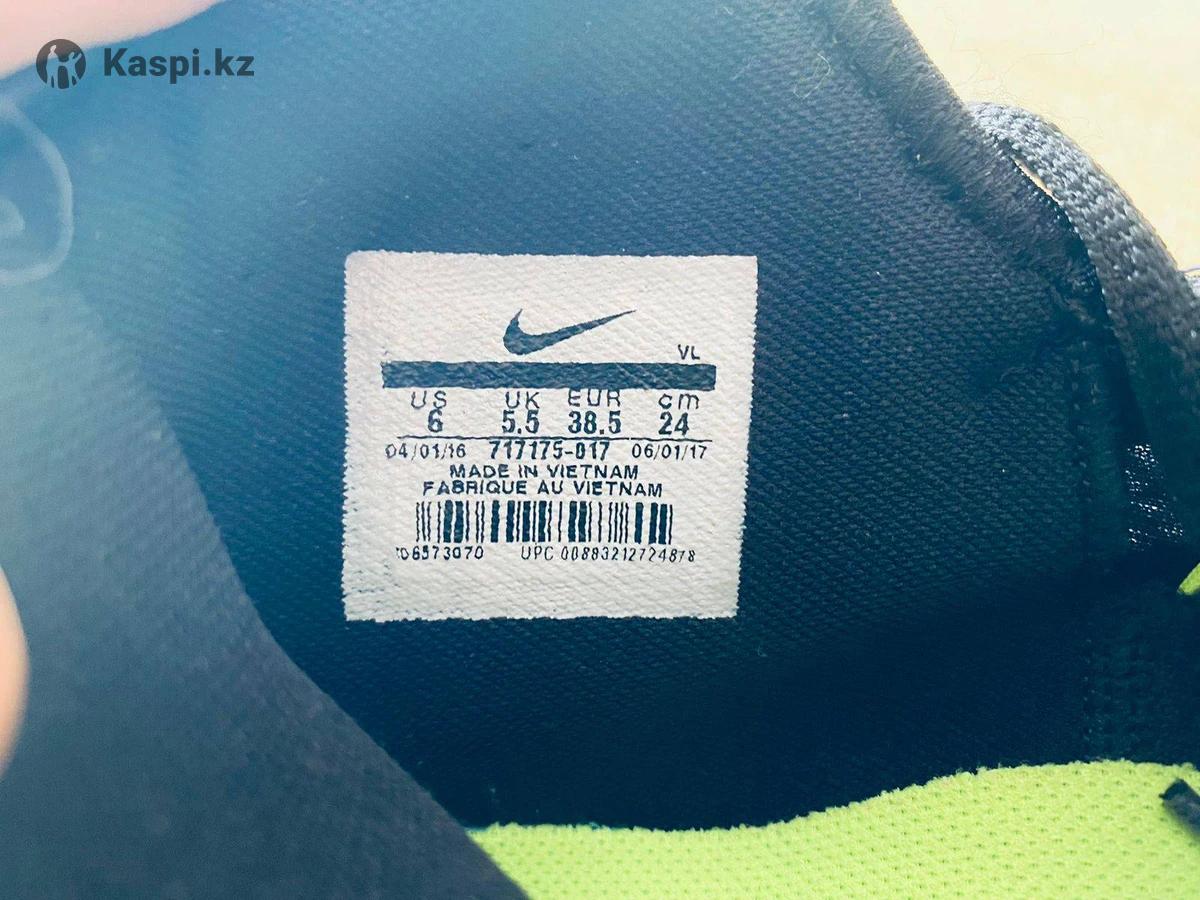 Kaspi.kz
VL
US UK EUR cm
6 5.5 38.5 24
04/01/16 717175-017 06/01/17
MADE IN VIETNAM
FABRIQUE AU VIETNAM
UPC 00883212724878